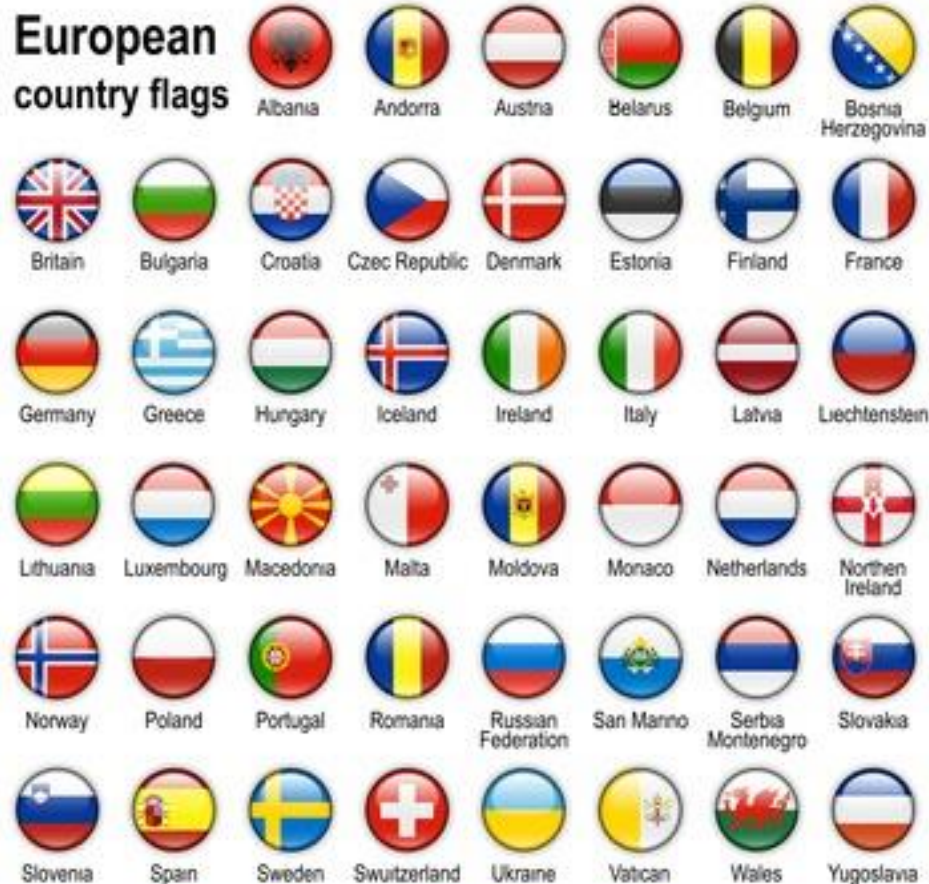 European
country flags
Albania
Andorra
Austria
Belarus
Belgium
Bosnia
Herzegovina
Britain
Bulgaria
Croatia
Czec Republic
Denmark
Estonia
Finland
France
Germany
Greece
Hungary
Iceland
Ireland
Italy
Latvia
Liechtenstein
Lithuania
Luxembourg
Macedonia
Malta
Moldova
Monaco
Netherlands
Northen
Ireland
Norway
Poland
Portugal
Romania
Russian
Federation
San Marino
Serbia
Montenegro
Slovakia
Slovenia
Spain
Sweden
Swuitzerland
Ukraine
Vatican
Wales
Yugoslavia